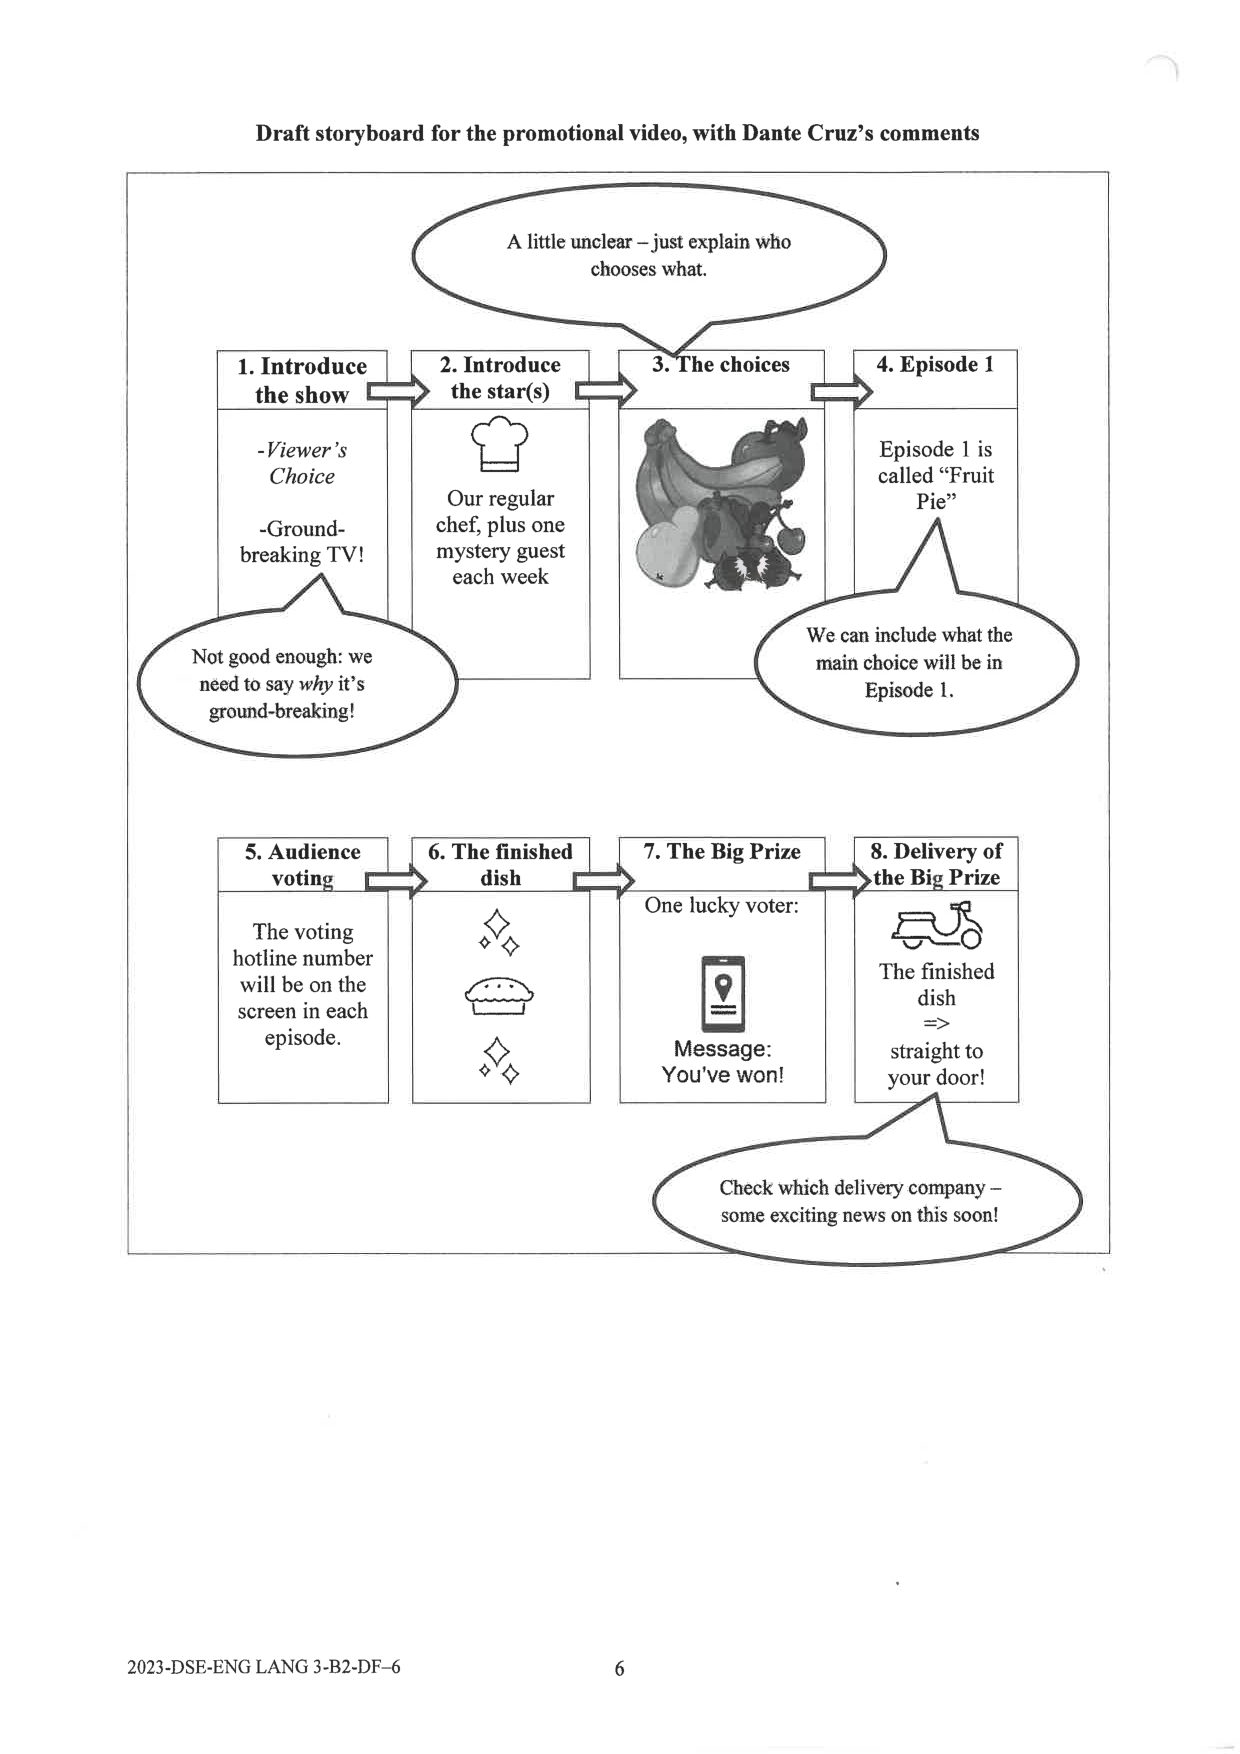 Draft storyboard for the promotional video, with Dante Cruz’s comments
A little unclear – just explain who
chooses what.
1. Introduce
the show
-Viewer’s
Choice
-Ground-
breaking TV!
Not good enough: we
need to say why it’s
ground-breaking!
2. Introduce
the star(s)
Our regular
chef, plus one
mystery guest
each week
3. The choices
4. Episode 1
Episode 1 is
called “Fruit
Pie”
We can include what the
main choice will be in
Episode 1.
5. Audience
voting
The voting
hotline number
will be on the
screen in each
episode.
6. The finished
dish
7. The Big Prize
One lucky voter:
Message:
You've won!
8. Delivery of
the Big Prize
The finished
dish
=>
straight to
your door!
Check which delivery company –
some exciting news on this soon!
2023-DSE-ENG LANG 3-B2-DF–6
6